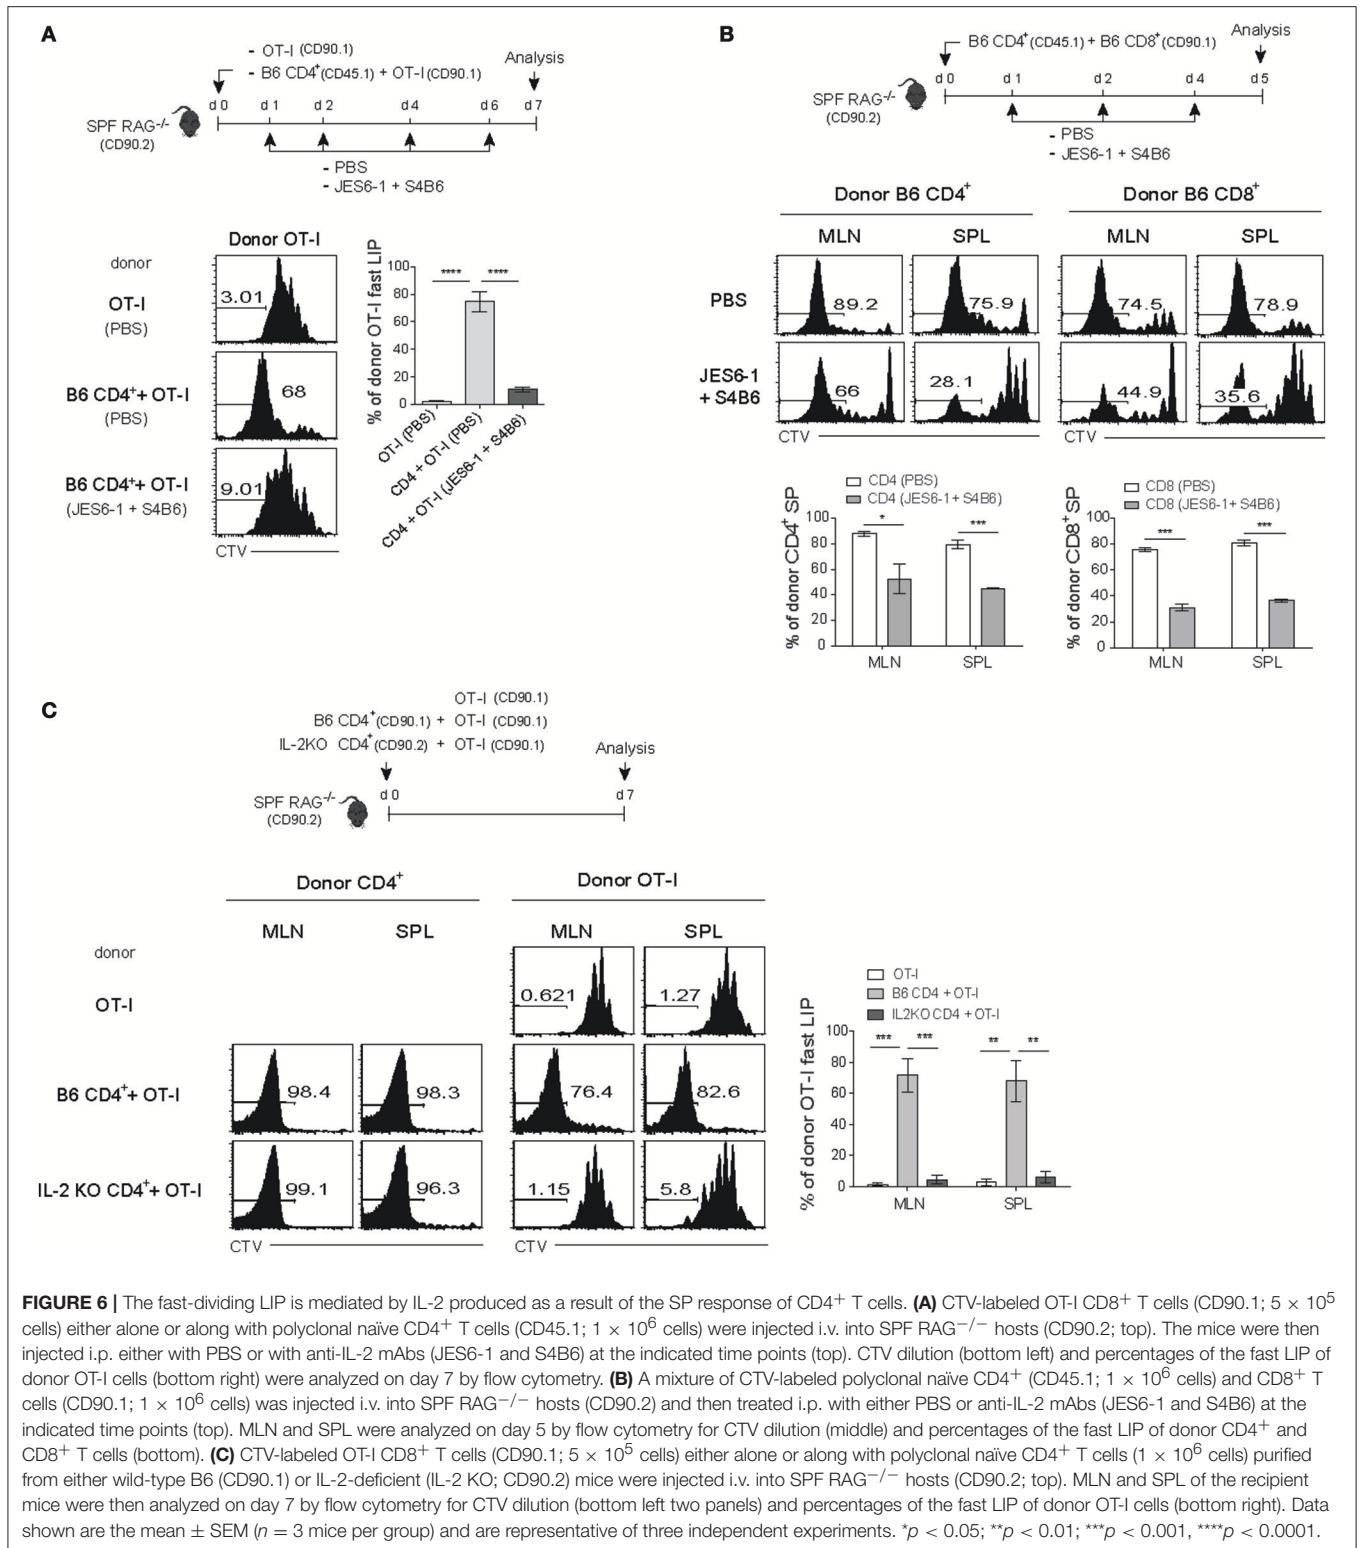 A
- OT-I (CD90.1)
- B6 CD4+(CD45.1) + OT-I (CD90.1)
Analysis
d 0 d 1 d 2 d4 d 6 d7
SPF RAG-/-
(CD90.2)
- PBS
- JES6-1 + S4B6
Donor OT-I
donor
OT-I
(PBS)
3.01
B6 CD4++ OT-I
(PBS)
68
B6 CD4++ OT-I
(JES6-1 + S4B6)
9.01
CTV
% of donor OT-I fast LIP
100
80
60
40
20
0
**** ****
OT-I (PBS)
CD4 + OT-I (PBS)
CD4 + OT-I (JES6-1 + S4B6)
B
B6 CD4+(CD45.1) + B6 CD8+(CD90.1)
Analysis
d 0 d 1 d 2 d 4 d 5
SPF RAG-/-
(CD90.2)
- PBS
- JES6-1 + S4B6
Donor B6 CD4+ Donor B6 CD8+
MLN SPL MLN SPL
PBS
89.2 75.9 74.5 78.9
JES6-1
+ S4B6
66 28.1 44.9 35.6
CTV CTV
CD4 (PBS)
CD4 (JES6-1 + S4B6)
% of donor CD4+ SP
100
80
60
40
20
0
* ***
MLN SPL
CD8 (PBS)
CD8 (JES6-1+ S4B6)
% of donor CD8+ SP
100
80
60
40
20
0
*** ***
MLN SPL
C
OT-I (CD90.1)
B6 CD4+(CD90.1) + OT-I (CD90.1)
IL-2KO CD4+(CD90.2) + OT-I (CD90.1)
Analysis
d 0 d 7
SPF RAG-/-
(CD90.2)
Donor CD4+ Donor OT-I
MLN SPL MLN SPL
donor
OT-I
0.621 1.27
B6 CD4++ OT-I
98.4 98.3 76.4 82.6
IL-2 KO CD4++ OT-I
99.1 96.3 1.15 5.8
CTV CTV
OT-I
B6 CD4 + OT-I
IL2KO CD4 + OT-I
% of donor OT-I fast LIP
100
80
60
40
20
0
*** *** ** **
MLN SPL
FIGURE 6 | The fast-dividing LIP is mediated by IL-2 produced as a result of the SP response of CD4+ T cells. (A) CTV-labeled OT-I CD8+ T cells (CD90.1; 5 × 10^5
cells) either alone or along with polyclonal naïve CD4+ T cells (CD45.1; 1 × 10^6 cells) were injected i.v. into SPF RAG−/− hosts (CD90.2; top). The mice were then
injected i.p. either with PBS or with anti-IL-2 mAbs (JES6-1 and S4B6) at the indicated time points (top). CTV dilution (bottom left) and percentages of the fast LIP of
donor OT-I cells (bottom right) were analyzed on day 7 by flow cytometry. (B) A mixture of CTV-labeled polyclonal naïve CD4+ (CD45.1; 1 × 10^6 cells) and CD8+ T
cells (CD90.1; 1 × 10^6 cells) was injected i.v. into SPF RAG−/− hosts (CD90.2) and then treated i.p. with either PBS or anti-IL-2 mAbs (JES6-1 and S4B6) at the
indicated time points (top). MLN and SPL were analyzed on day 5 by flow cytometry for CTV dilution (middle) and percentages of the fast LIP of donor CD4+ and
CD8+ T cells (bottom). (C) CTV-labeled OT-I CD8+ T cells (CD90.1; 5 × 10^5 cells) either alone or along with polyclonal naïve CD4+ T cells (1 × 10^6 cells) purified
from either wild-type B6 (CD90.1) or IL-2-deficient (IL-2 KO; CD90.2) mice were injected i.v. into SPF RAG−/− hosts (CD90.2; top). MLN and SPL of the recipient
mice were then analyzed on day 7 by flow cytometry for CTV dilution (bottom left two panels) and percentages of the fast LIP of donor OT-I cells (bottom right). Data
shown are the mean ± SEM (n = 3 mice per group) and are representative of three independent experiments. *p < 0.05; **p < 0.01; ***p < 0.001, ****p < 0.0001.